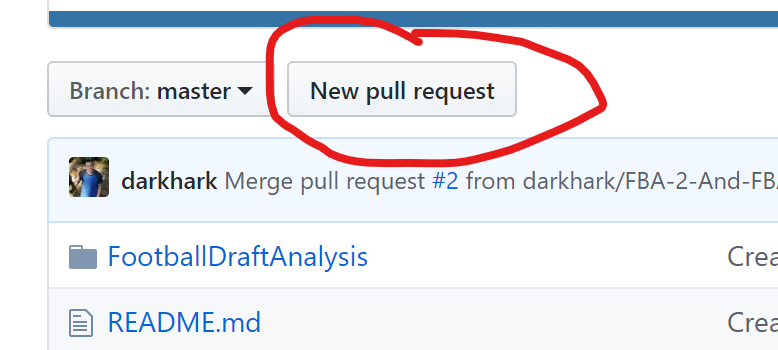 Branch: master New pull request
darkhark Merge pull request #2 from darkhark/FBA-2-And-FBA
FootballDraftAnalysis Crea
README.md Crea